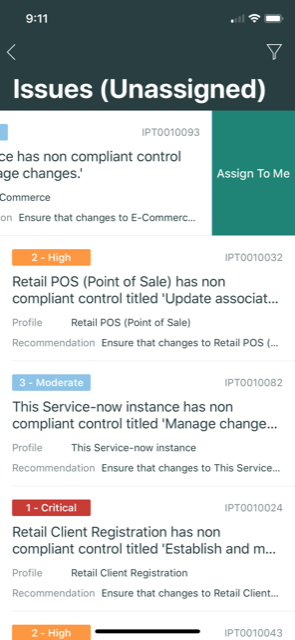 9:11
Issues (Unassigned)
IPT0010093
ce has non compliant control
age changes.'
Commerce
on Ensure that changes to E-Commerc...
Assign To Me
2 - High
IPT0010032
Retail POS (Point of Sale) has non
compliant control titled 'Update associat...
Profile Retail POS (Point of Sale)
Recommendation Ensure that changes to Retail POS (...
3 - Moderate
IPT0010082
This Service-now instance has non
compliant control titled 'Manage change...
Profile This Service-now instance
Recommendation Ensure that changes to This Service...
1 - Critical
IPT0010024
Retail Client Registration has non
compliant control titled 'Establish and m...
Profile Retail Client Registration
Recommendation Ensure that changes to Retail Client...
2 - High
IPT0010043